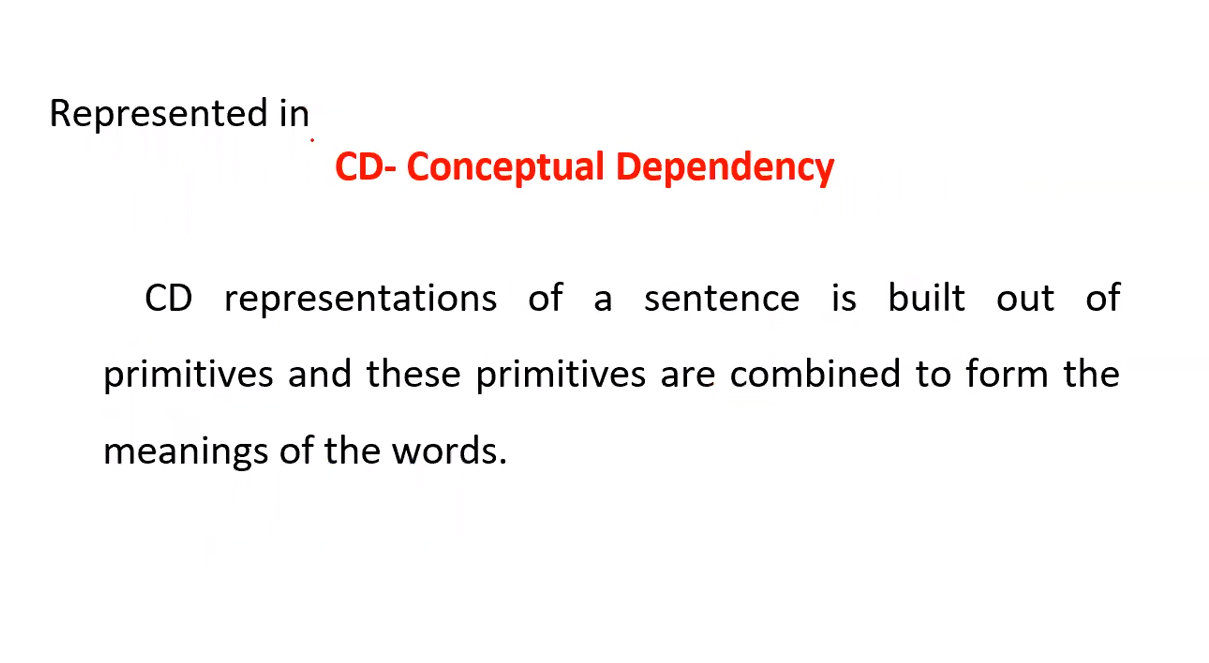 Represented in
CD- Conceptual Dependency
CD representations of a sentence is built out of
primitives and these primitives are combined to form the
meanings of the words.